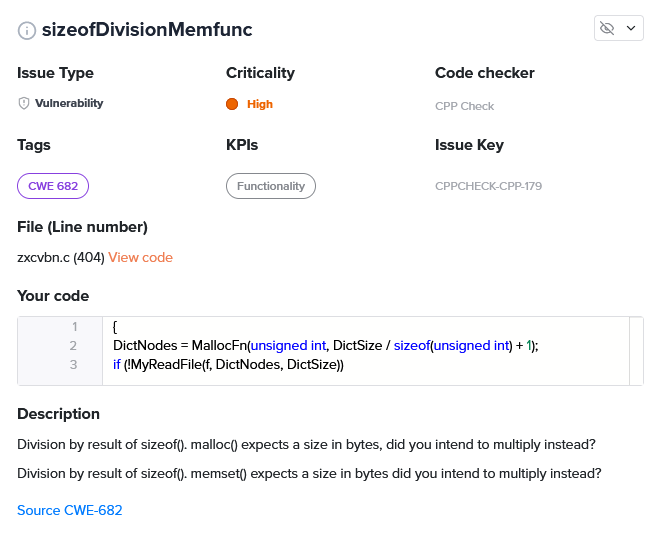 sizeofDivisionMemfunc
Issue Type
Criticality
Code checker
Vulnerability
High
CPP Check
Tags
KPIs
Issue Key
CWE 682
Functionality
CPPCHECK-CPP-179
File (Line number)
zxcvbn.c (404) View code
Your code
1 {
2 DictNodes = MallocFn(unsigned int, DictSize / sizeof(unsigned int) + 1);
3 if (!MyReadFile(f, DictNodes, DictSize))
Description
Division by result of sizeof(). malloc() expects a size in bytes, did you intend to multiply instead?
Division by result of sizeof(). memset() expects a size in bytes did you intend to multiply instead?
Source CWE-682